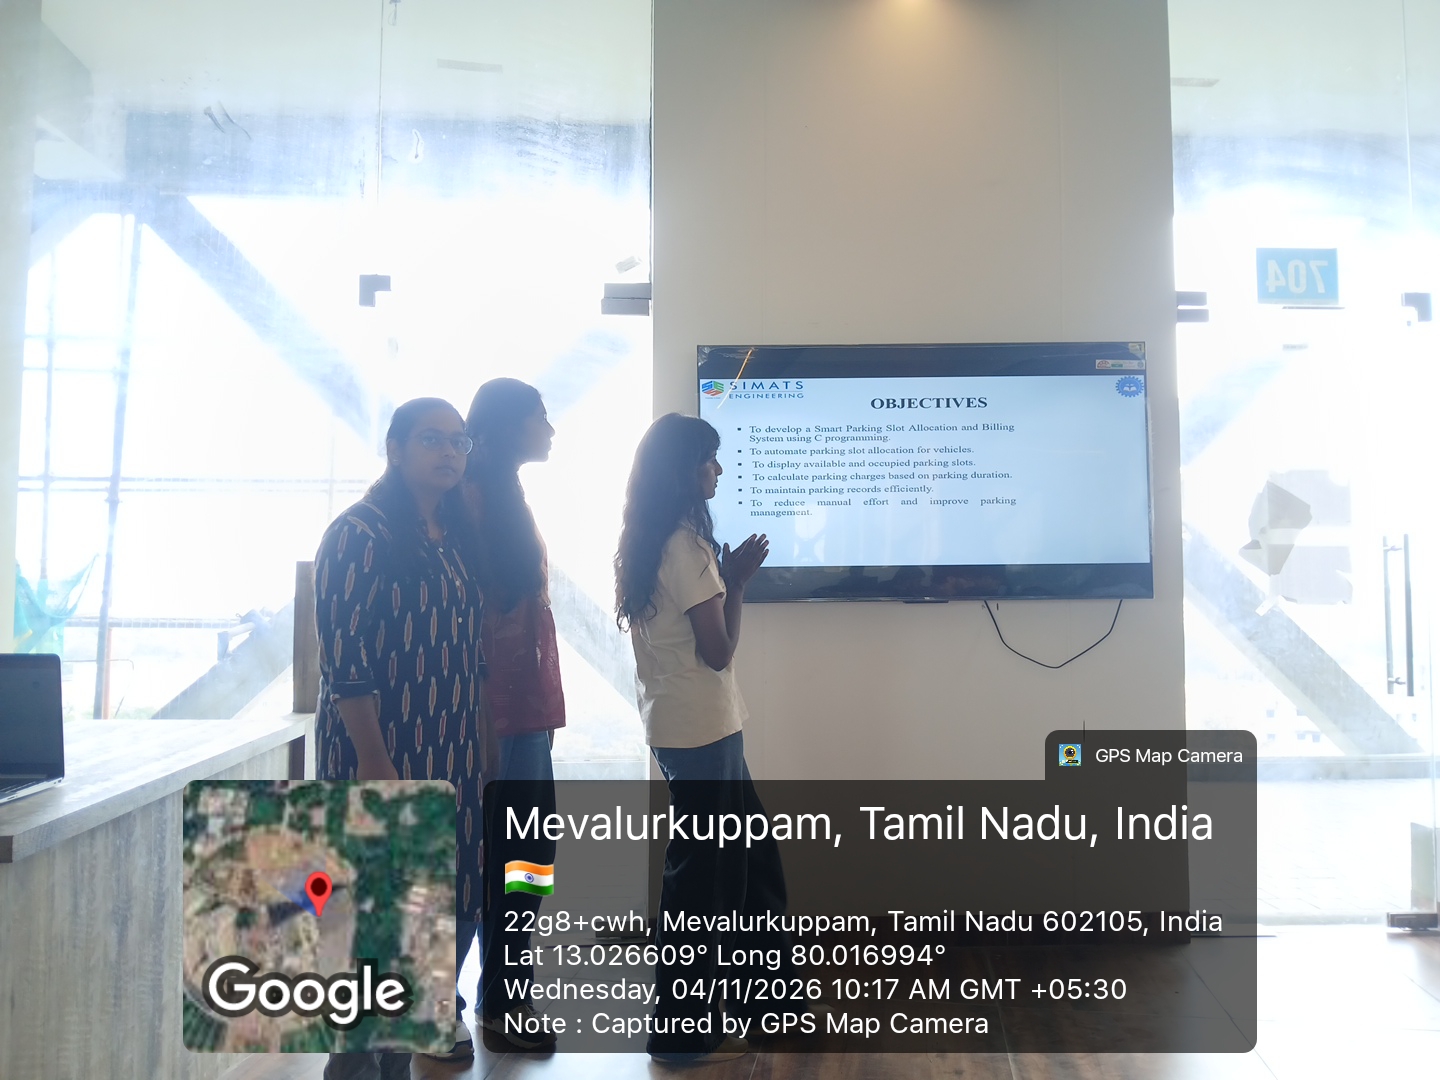 704
SIMATS
ENGINEERING
OBJECTIVES
▪ To develop a Smart Parking Slot Allocation and Billing
System using C programming.
▪ To automate parking slot allocation for vehicles.
▪ To display available and occupied parking slots.
▪ To calculate parking charges based on parking duration.
▪ To maintain parking records efficiently.
▪ To reduce manual effort and improve parking
management.
GPS Map Camera
Mevalurkuppam, Tamil Nadu, India
🇮🇳
22g8+cwh, Mevalurkuppam, Tamil Nadu 602105, India
Lat 13.026609° Long 80.016994°
Wednesday, 04/11/2026 10:17 AM GMT +05:30
Note : Captured by GPS Map Camera
Google